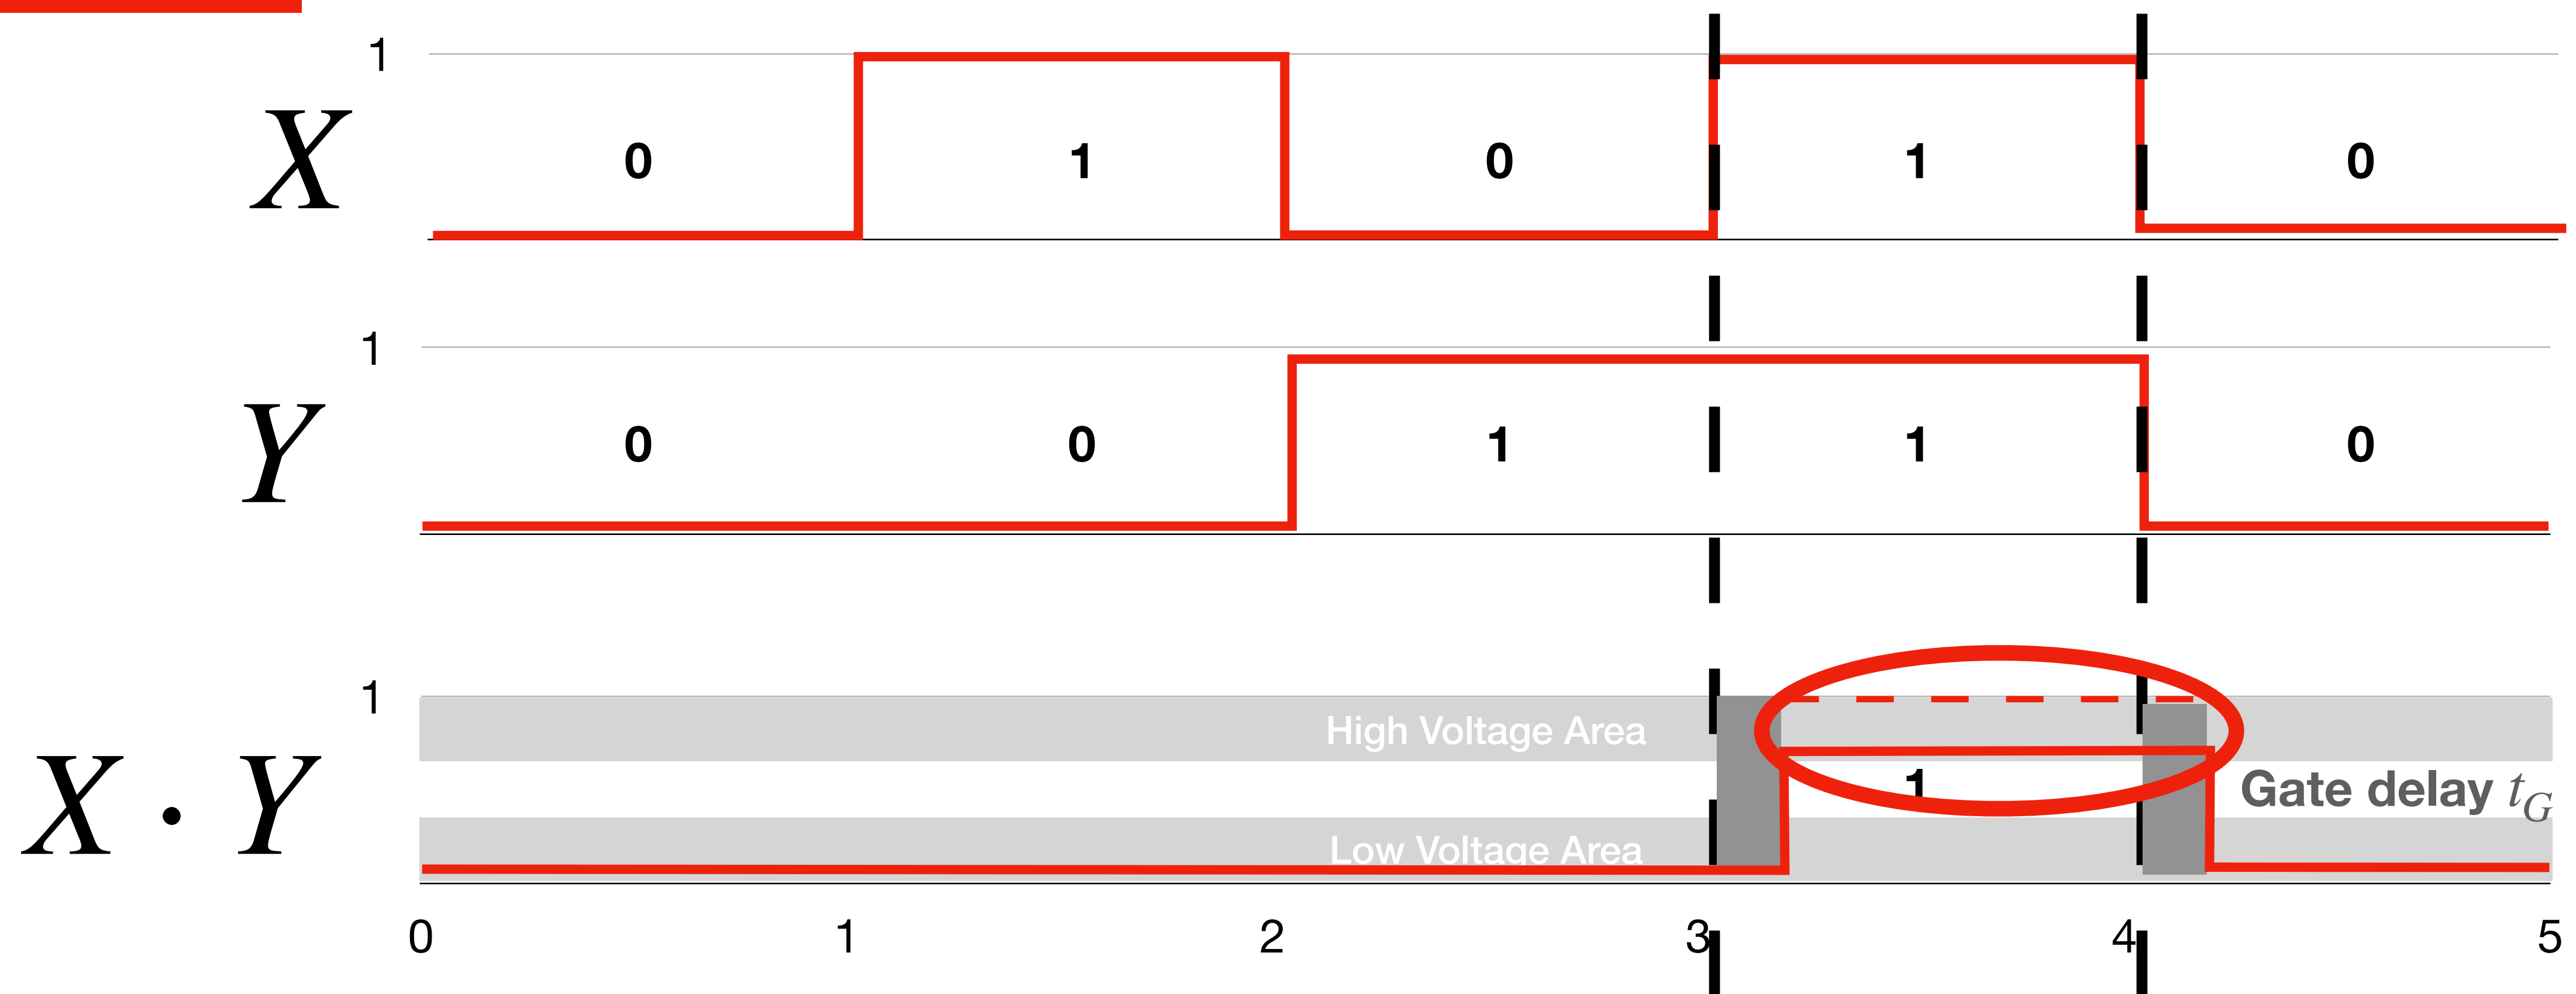 1
X
0 1 0 1 0
1
Y
0 0 1 1 0
1
High Voltage Area
X · Y
1
Gate delay t_G
Low Voltage Area
0 1 2 3 4 5